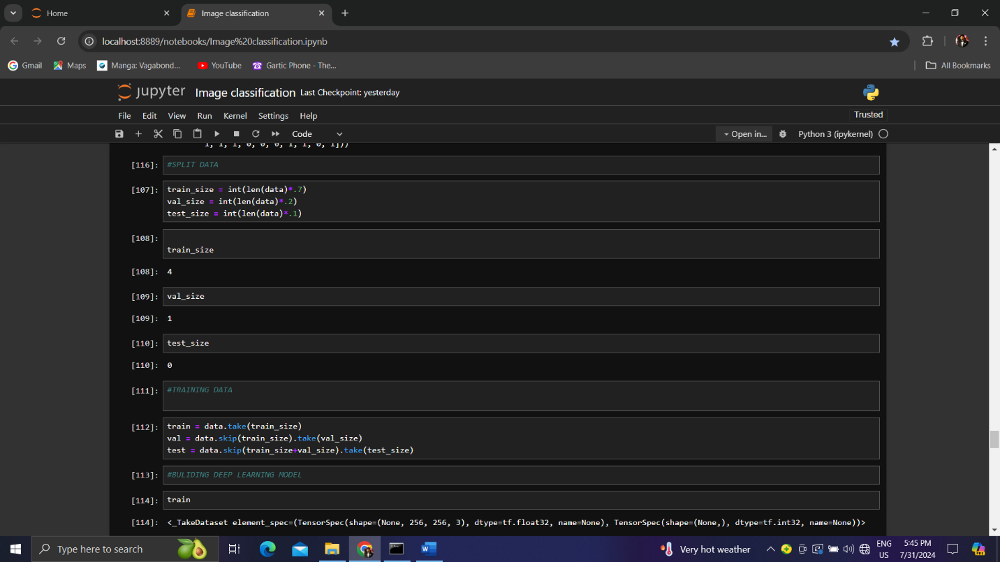 Home
Image classification
localhost:8889/notebooks/Image%20classification.ipynb
Gmail
Maps
Manga: Vagabond...
YouTube
Gartic Phone - The...
All Bookmarks
jupyter Image classification Last Checkpoint: yesterday
File Edit View Run Kernel Settings Help
Trusted
Code
Open in...
Python 3 (ipykernel)
1, 1, 1, 0, 0, 0, 1, 1, 0, 1]))
[116]: #SPLIT DATA
[107]: train_size = int(len(data)*.7)
val_size = int(len(data)*.2)
test_size = int(len(data)*.1)
[108]:
train_size
[108]: 4
[109]: val_size
[109]: 1
[110]: test_size
[110]: 0
[111]: #TRAINING DATA
[112]: train = data.take(train_size)
val = data.skip(train_size).take(val_size)
test = data.skip(train_size+val_size).take(test_size)
[113]: #BULIDING DEEP LEARNING MODEL
[114]: train
[114]: <_TakeDataset element_spec=(TensorSpec(shape=(None, 256, 256, 3), dtype=tf.float32, name=None), TensorSpec(shape=(None,), dtype=tf.int32, name=None))>
Type here to search
Very hot weather
ENG
US
5:45 PM
7/31/2024